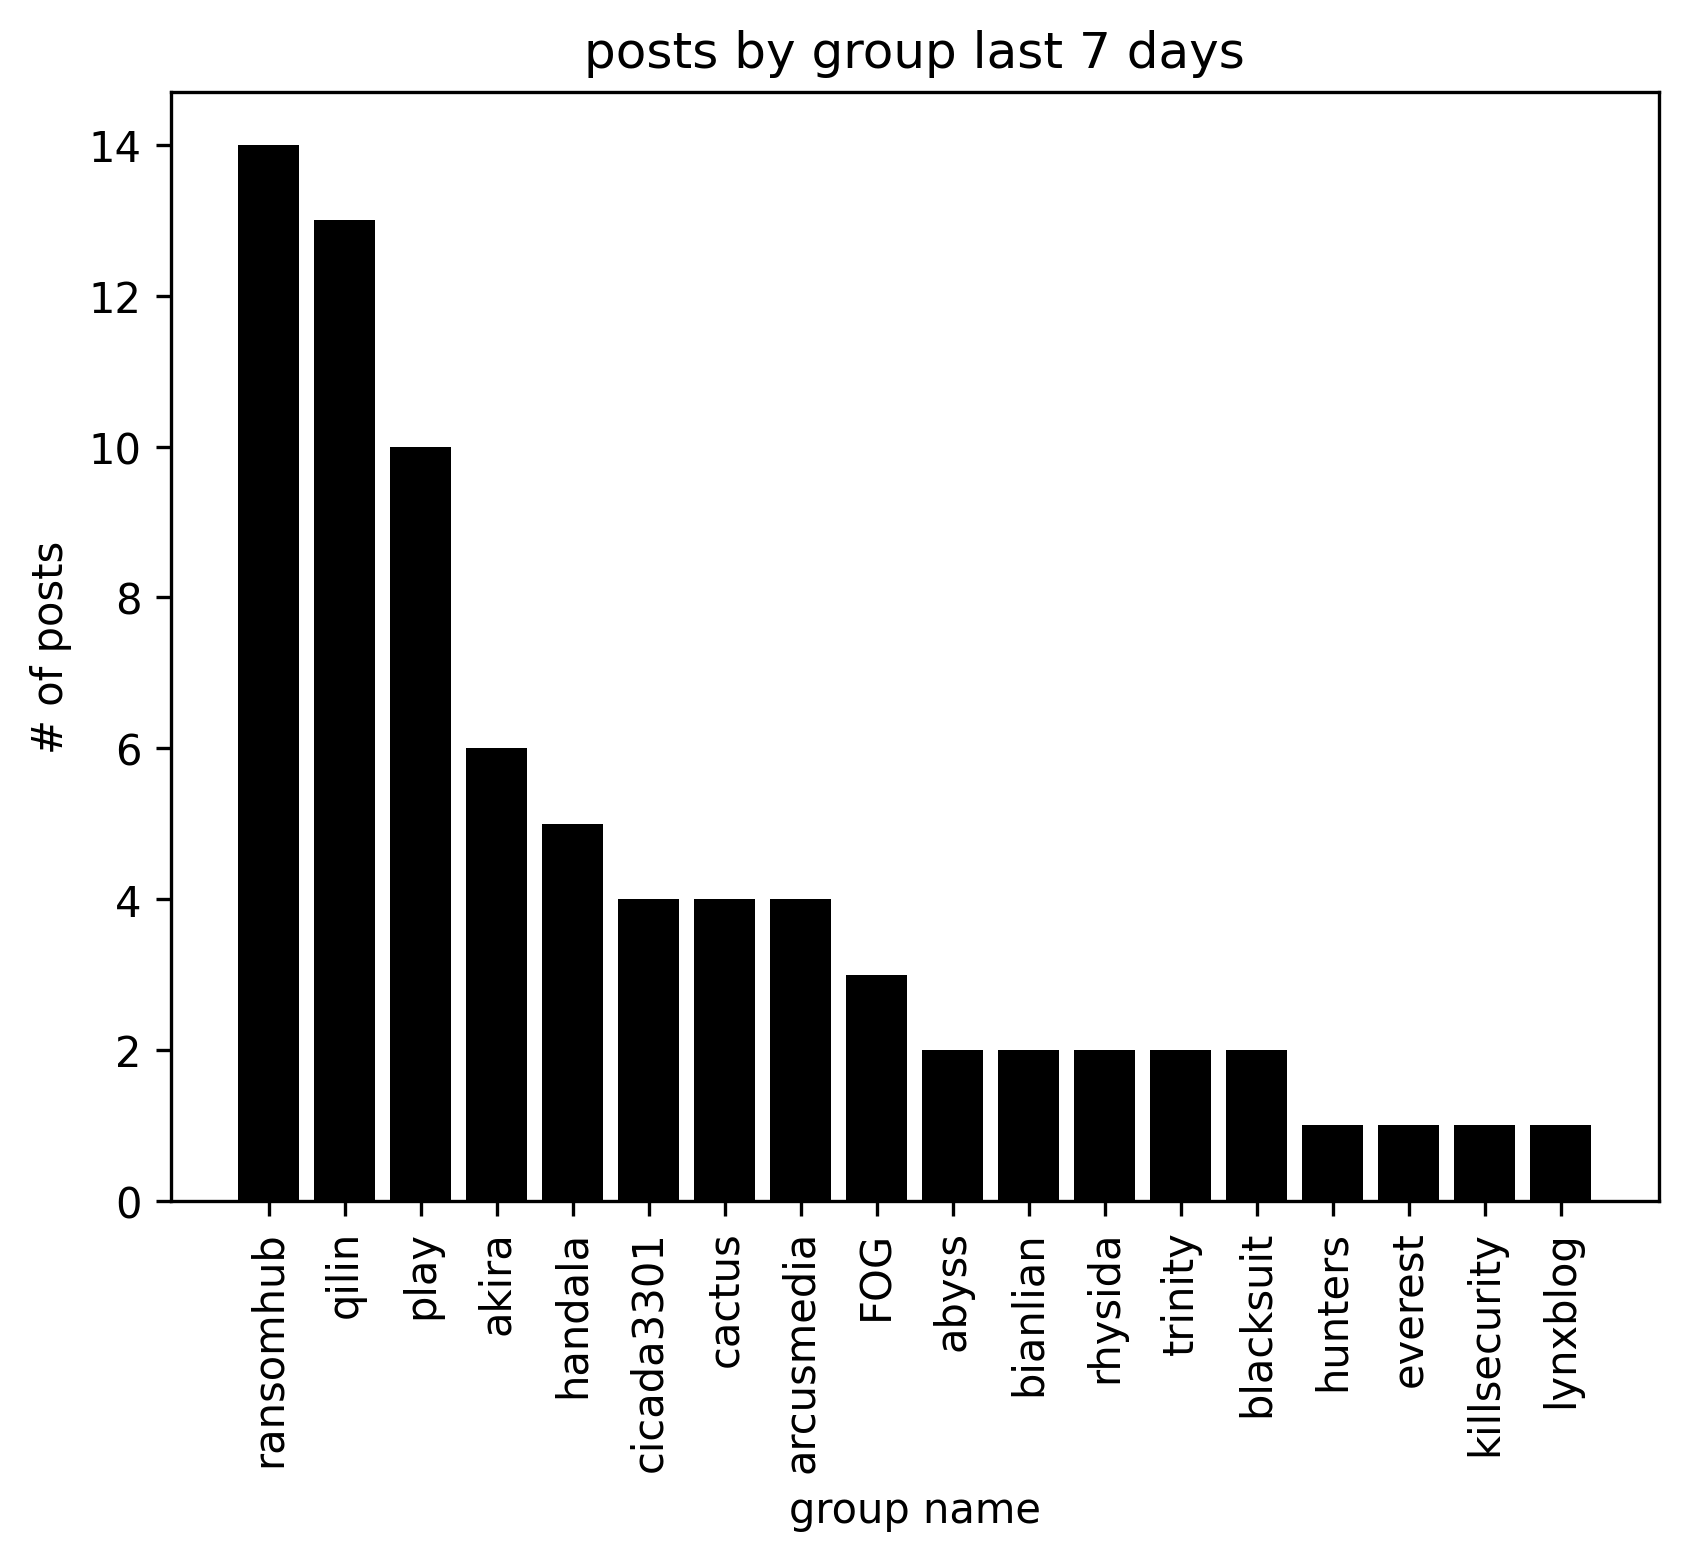 posts by group last 7 days
14
12
10
8
6
4
2
0
# of posts
ransomhub
qilin
play
akira
handala
cicada3301
cactus
arcusmedia
FOG
abyss
bianlian
rhysida
trinity
blacksuit
hunters
everest
killsecurity
lynxblog
group name